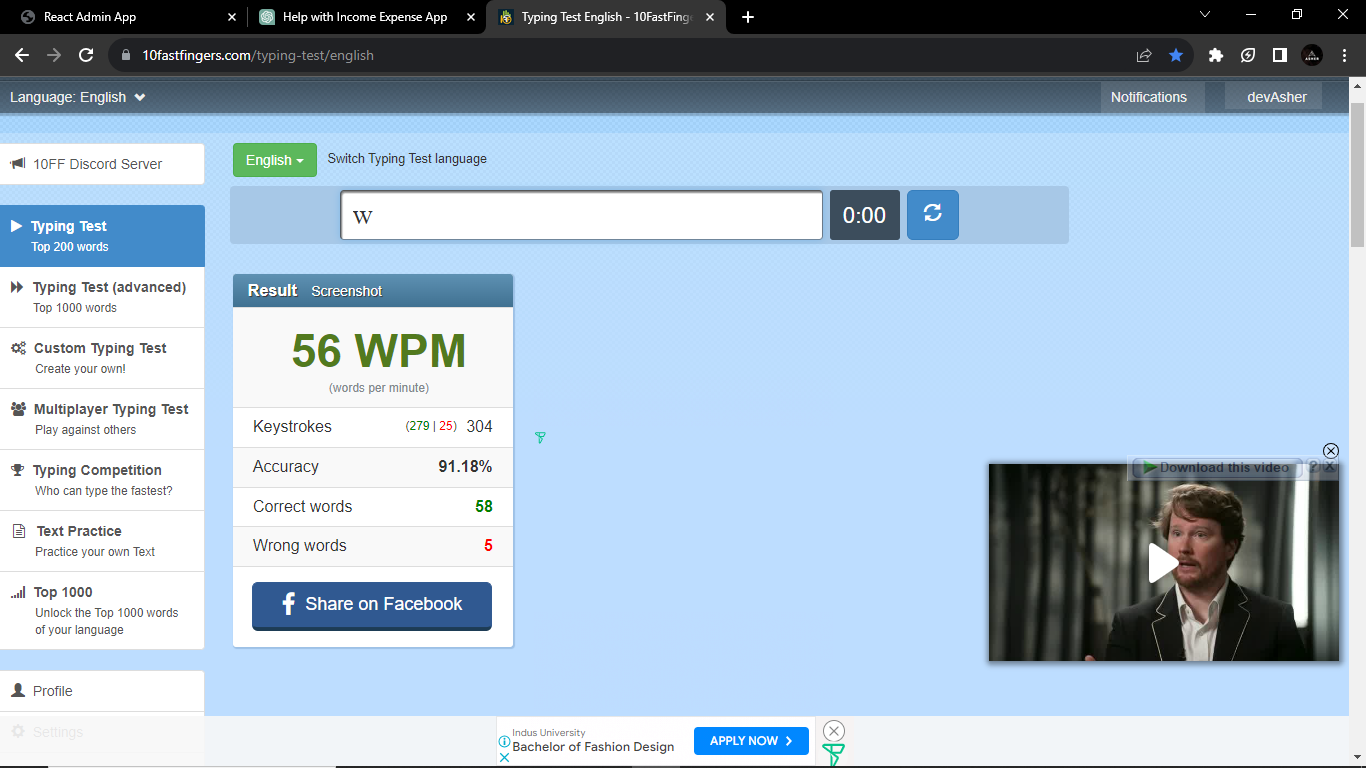 React Admin App
Help with Income Expense App
Typing Test English - 10FastFing
10fastfingers.com/typing-test/english
Language: English
Notifications
devAsher
10FF Discord Server
English
Switch Typing Test language
w
0:00
Typing Test
Top 200 words
Typing Test (advanced)
Top 1000 words
Custom Typing Test
Create your own!
Multiplayer Typing Test
Play against others
Typing Competition
Who can type the fastest?
Text Practice
Practice your own Text
Top 1000
Unlock the Top 1000 words
of your language
Profile
Settings
Result Screenshot
56 WPM
(words per minute)
Keystrokes (279 | 25) 304
Accuracy 91.18%
Correct words 58
Wrong words 5
Share on Facebook
Download this video ? X
Indus University
Bachelor of Fashion Design
APPLY NOW